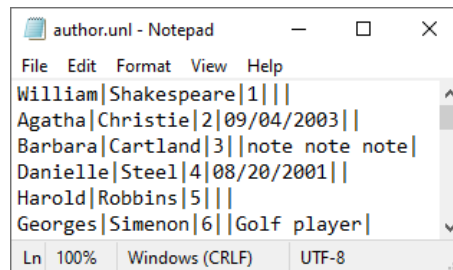 author.unl - Notepad
File Edit Format View Help
William|Shakespeare|1|||
Agatha|Christie|2|09/04/2003||
Barbara|Cartland|3||note note note|
Danielle|Steel|4|08/20/2001||
Harold|Robbins|5|||
Georges|Simenon|6||Golf player|
Ln 100% Windows (CRLF) UTF-8